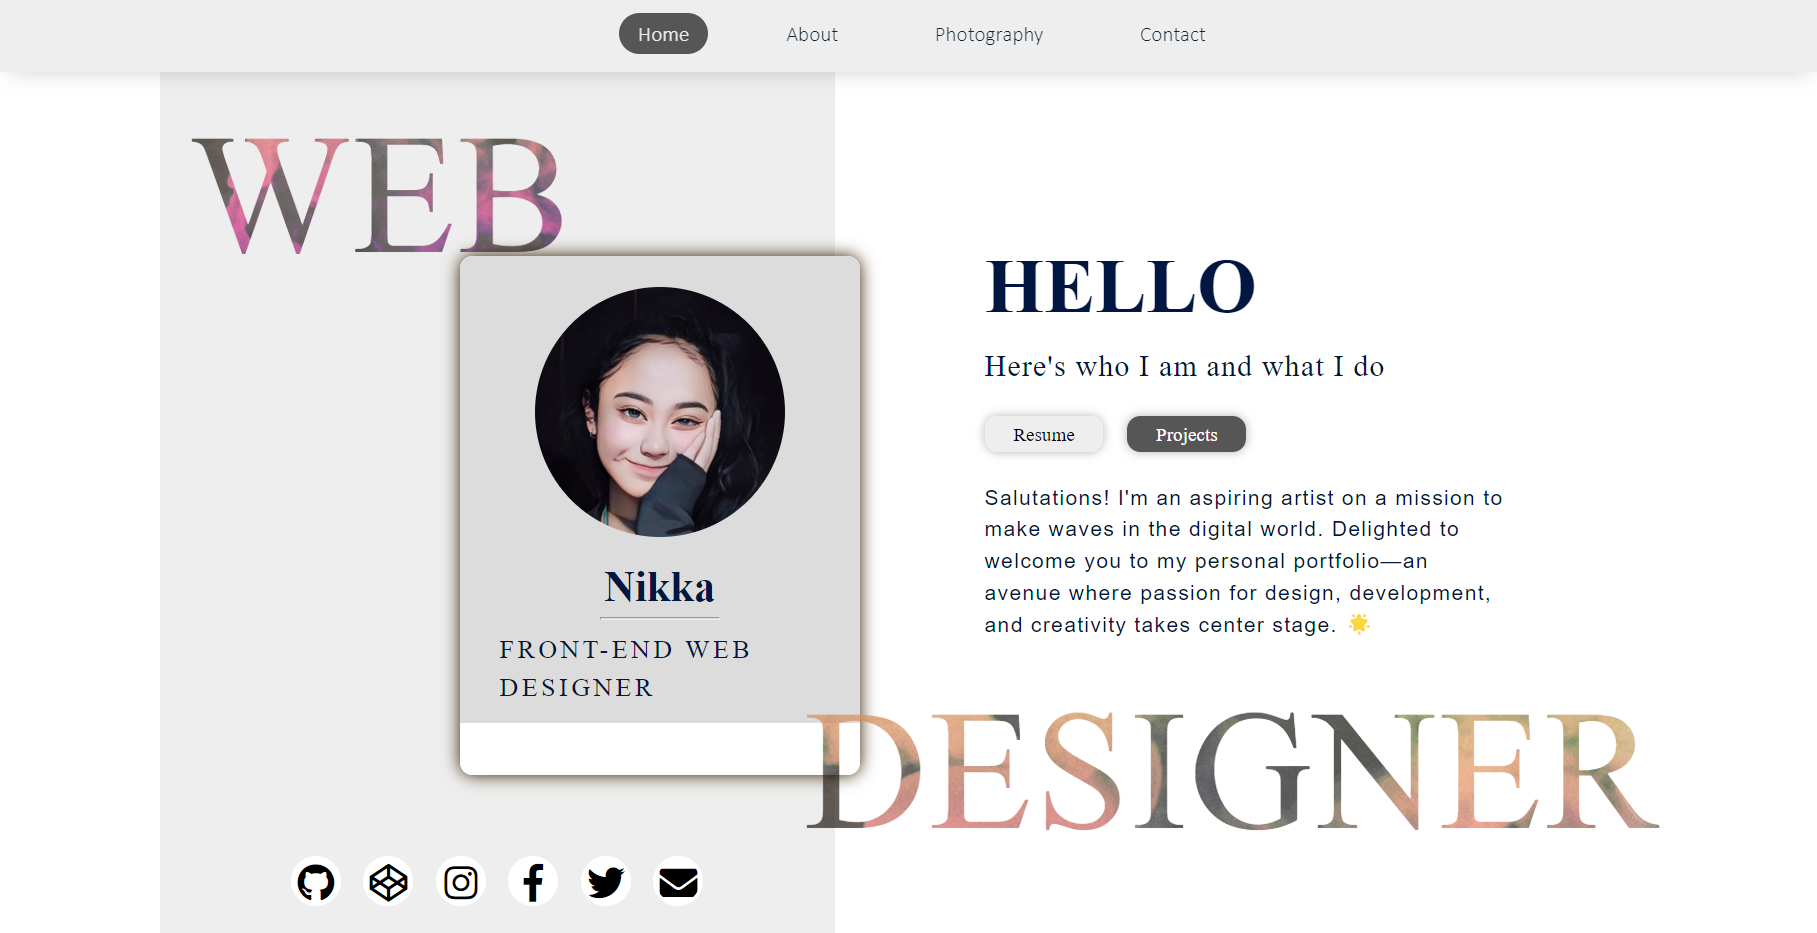 Home
About
Photography
Contact
WEB
Nikka
FRONT-END WEB
DESIGNER
HELLO
Here's who I am and what I do
Resume
Projects
Salutations! I'm an aspiring artist on a mission to
make waves in the digital world. Delighted to
welcome you to my personal portfolio—an
avenue where passion for design, development,
and creativity takes center stage. 🌟
DESIGNER